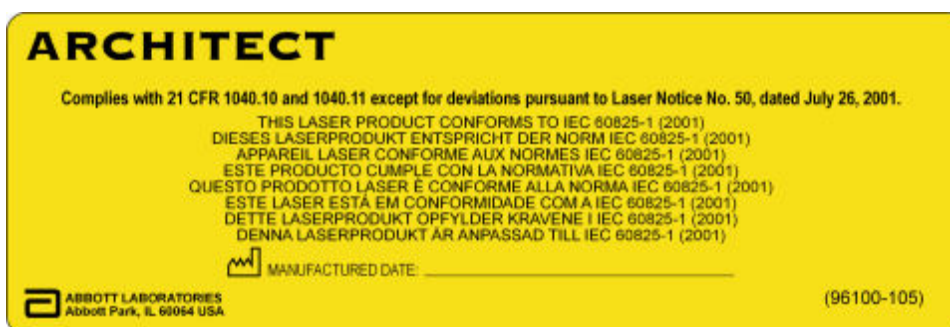 ARCHITECT
Complies with 21 CFR 1040.10 and 1040.11 except for deviations pursuant to Laser Notice No. 50, dated July 26, 2001.
THIS LASER PRODUCT CONFORMS TO IEC 60825-1 (2001)
DIESES LASERPRODUKT ENTSPRICHT DER NORM IEC 60825-1 (2001)
APPAREIL LASER CONFORME AUX NORMES IEC 60825-1 (2001)
ESTE PRODUCTO CUMPLE CON LA NORMATIVA IEC 60825-1 (2001)
QUESTO PRODOTTO LASER È CONFORME ALLA NORMA IEC 60825-1 (2001)
ESTE LASER ESTÁ EM CONFORMIDADE COM A IEC 60825-1 (2001)
DETTE LASERPRODUKT OPFYLDER KRAVENE I IEC 60825-1 (2001)
DENNA LASERPRODUKT ÄR ANPASSAD TILL IEC 60825-1 (2001)
MANUFACTURED DATE:
ABBOTT LABORATORIES
Abbott Park, IL 60064 USA
(96100-105)